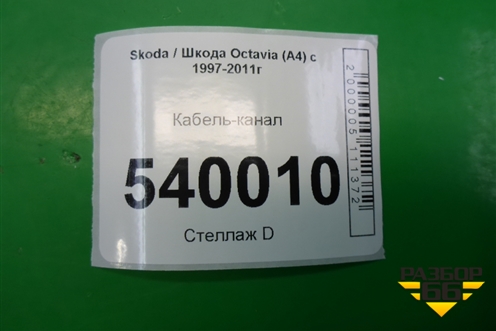 Skoda / Шкода Octavia (A4) с
1997-2011г
Кабель-канал
540010
Стеллаж D
2000005111372
РАЗБОР
66